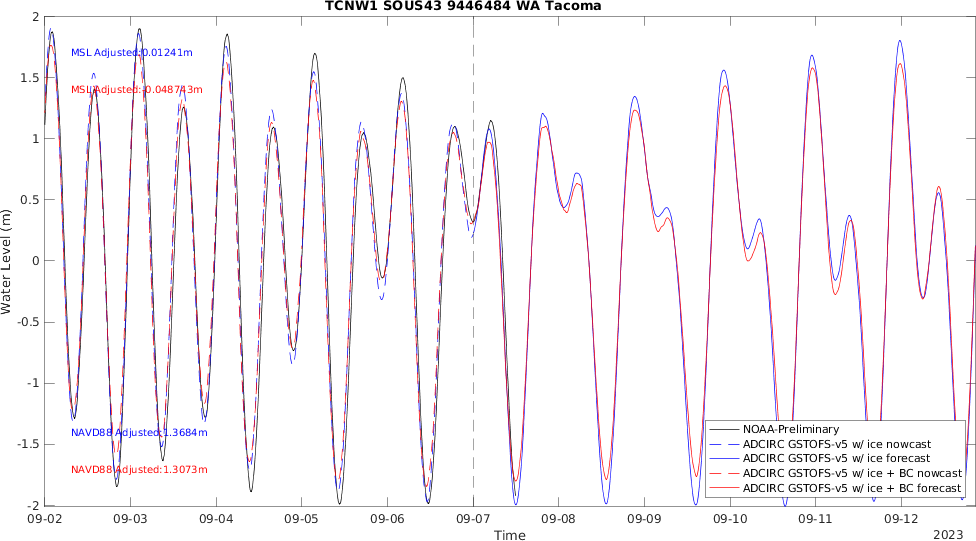 TCNW1 SOUS43 9446484 WA Tacoma
2
1.5
1
0.5
0
-0.5
-1
-1.5
-2
Water Level (m)
MSL Adjusted:0.01241m
MSL Adjusted:-0.048713m
NAVD88 Adjusted:1.3684m
NAVD88 Adjusted:1.3073m
NOAA-Preliminary
ADCIRC GSTOFS-v5 w/ ice nowcast
ADCIRC GSTOFS-v5 w/ ice forecast
ADCIRC GSTOFS-v5 w/ ice + BC nowcast
ADCIRC GSTOFS-v5 w/ ice + BC forecast
09-02 09-03 09-04 09-05 09-06 09-07 09-08 09-09 09-10 09-11 09-12
Time
2023